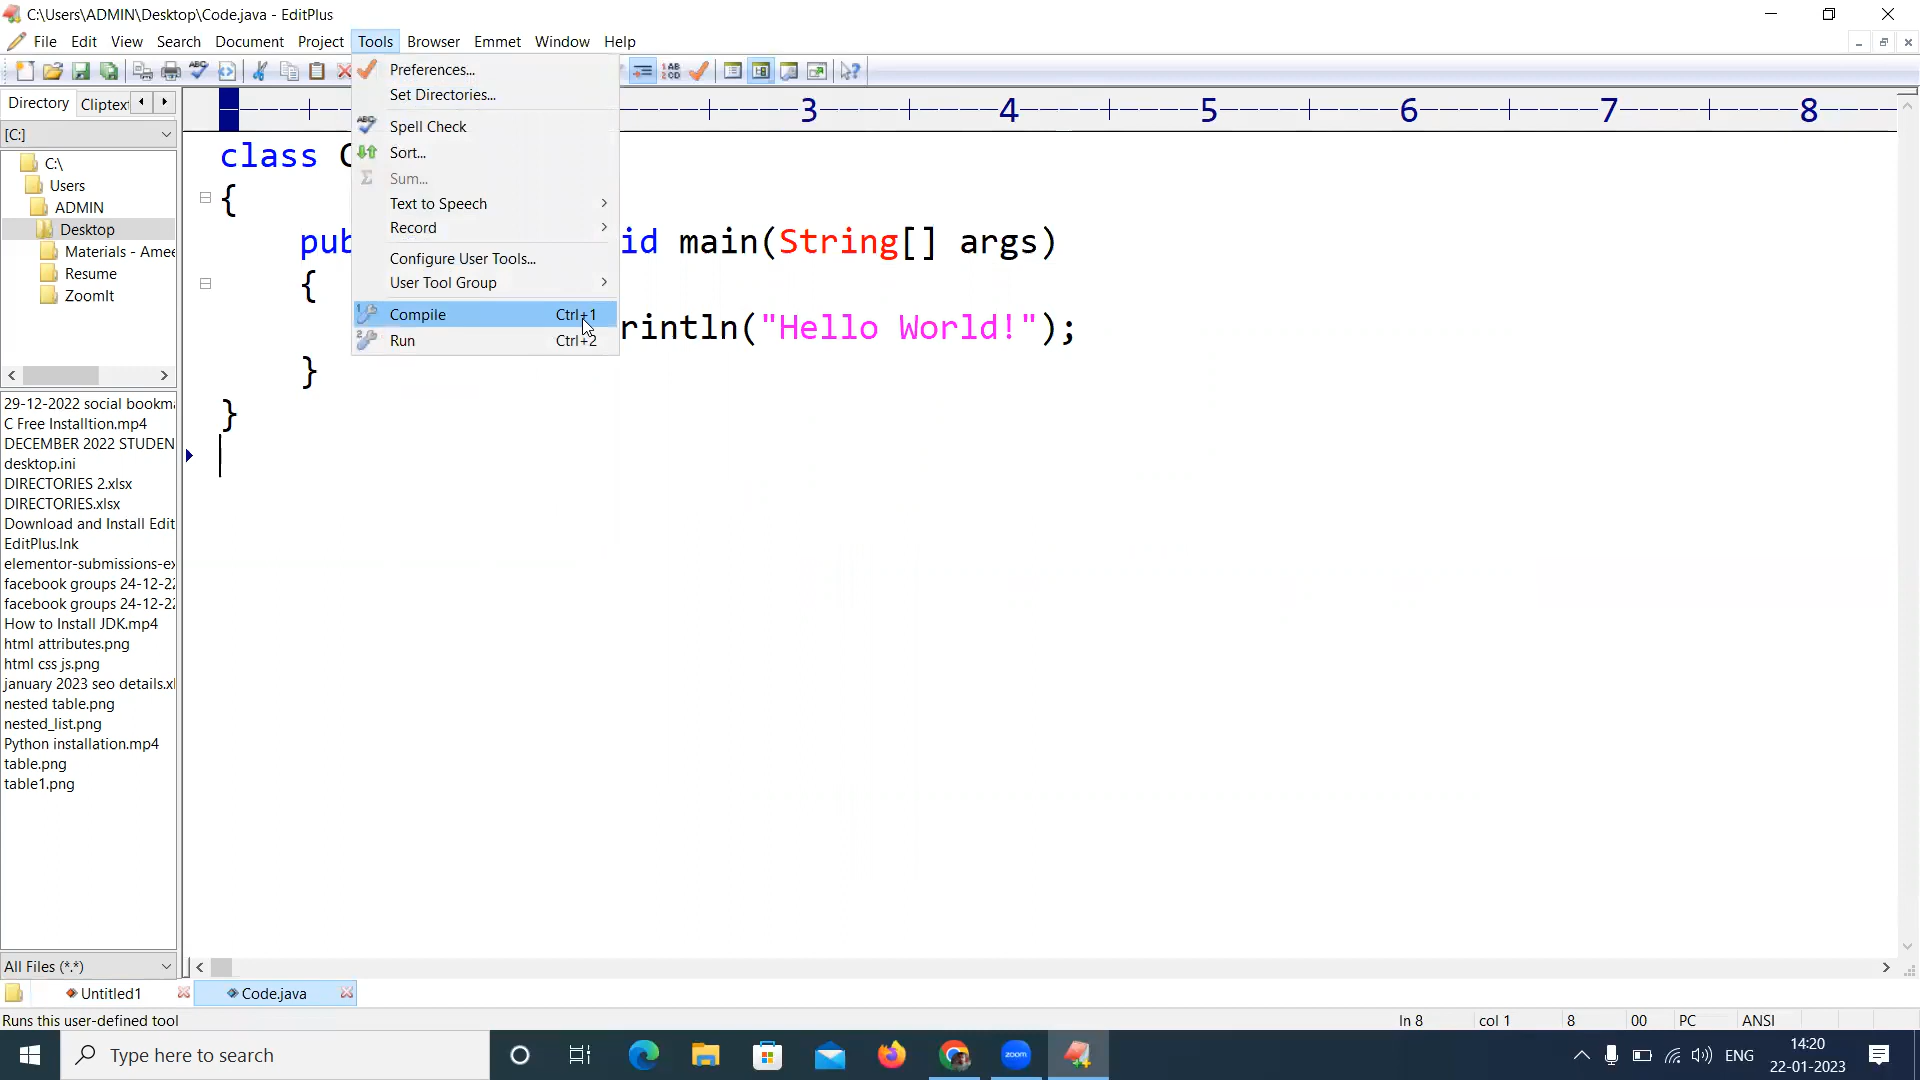 C:\Users\ADMIN\Desktop\Code.java - EditPlus
File Edit View Search Document Project Tools Browser Emmet Window Help
Directory Cliptext
[C:]
C:\
Users
ADMIN
Desktop
Materials - Amee
Resume
ZoomIt
29-12-2022 social bookma
C Free Installtion.mp4
DECEMBER 2022 STUDEN
desktop.ini
DIRECTORIES 2.xlsx
DIRECTORIES.xlsx
Download and Install Edit
EditPlus.lnk
elementor-submissions-ex
facebook groups 24-12-22
facebook groups 24-12-22
How to Install JDK.mp4
html attributes.png
html css js.png
january 2023 seo details.xl
nested table.png
nested_list.png
Python installation.mp4
table.png
table1.png
All Files (*.*)
Preferences...
Set Directories...
Spell Check
Sort...
Sum...
Text to Speech
Record
Configure User Tools...
User Tool Group
Compile Ctrl+1
Run Ctrl+2
----+----3----+----4----+----5----+----6----+----7----+----8
class C
{
pub id main(String[] args)
{
rintln("Hello World!");
}
}
Untitled1 Code.java
Runs this user-defined tool ln 8 col 1 8 00 PC ANSI
Type here to search
zoom
ENG
14:20
22-01-2023